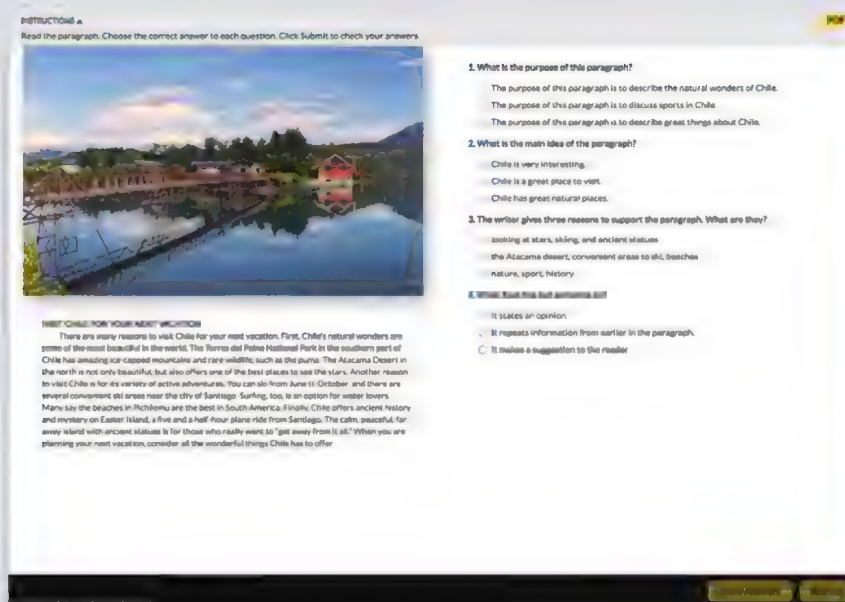 INSTRUCTIONS
PDF
Read the paragraph. Choose the correct answer to each question. Click Submit to check your answers
1. What is the purpose of this paragraph?
The purpose of this paragraph is to describe the natural wonders of Chile.
The purpose of this paragraph is to discuss sports in Chile
The purpose of this paragraph is to describe great things about Chile.
2. What is the main idea of the paragraph?
Chile is very interesting.
Chile is a great place to visit.
Chile has great natural places.
3. The writer gives three reasons to support the paragraph. What are they?
looking at stars, skiing, and ancient statues
the Atacama desert, convenient areas to ski, beaches
nature, sport, history
It states an opinion.
It repeats information from earlier in the paragraph.
It makes a suggestion to the reader
VISIT CHILE FOR YOUR NEXT VACATION
There are many reasons to visit Chile for your next vacation. First, Chile's natural wonders are
some of the most beautiful in the world. The Torres del Paine National Park in the southern part of
Chile has amazing ice-capped mountains and rare wildlife, such as the puma. The Atacama Desert in
the north is not only beautiful, but also offers one of the best places to see the stars. Another reason
to visit Chile is for its variety of active adventures. You can ski from June October and there are
several convenient ski areas near the city of Santiago. Surfing, too, is an option for water lovers.
Many say the beaches in Pichilemu are the best in South America. Finally, Chile offers ancient history
and mystery on Easter Island, a five and a half-hour plane ride from Santiago. The calm, peaceful, far
away island with ancient statues is for those who really want to "get away from it all." When you are
planning your next vacation, consider all the wonderful things Chile has to offer